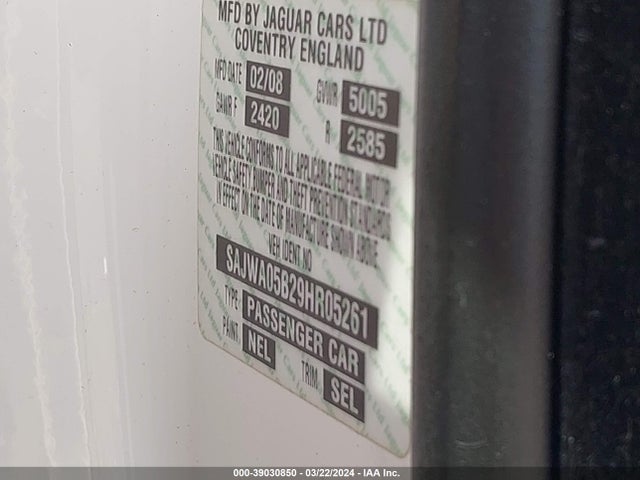 MFD BY JAGUAR CARS LTD
COVENTRY ENGLAND
MFD DATE 02/08 GVWR 5005
GAWR F 2420 R 2585
THIS VEHICLE CONFORMS TO ALL APPLICABLE FEDERAL MOTOR
VEHICLE SAFETY BUMPER AND THEFT PREVENTION STANDARDS
IN EFFECT ON THE DATE OF MANUFACTURE SHOWN ABOVE
VEH IDENT NO
SAJWA05B29HR05261
TYPE: PASSENGER CAR
PAINT: NEL TRIM: SEL
000-39030850 - 03/22/2024 - IAA Inc.